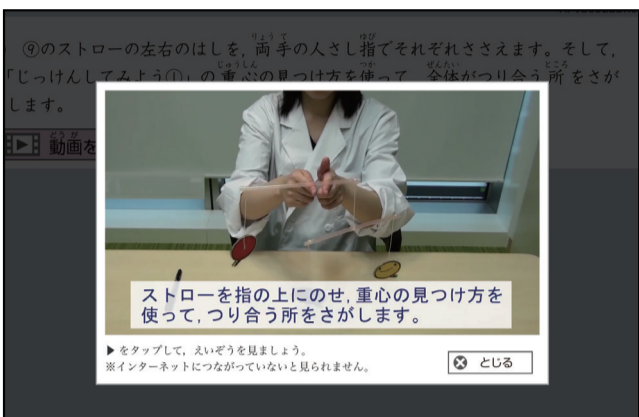 ⑨のストローの左右のはしを,両手の人さし指でそれぞれささえます。そして,
「じっけんしてみよう①」の重心の見つけ方を使って,全体がつり合う所をさが
します。
動画を
ストローを指の上にのせ,重心の見つけ方を
使って,つり合う所をさがします。
▶をタップして,えいぞうを見ましょう。
※インターネットにつながっていないと見られません。
とじる